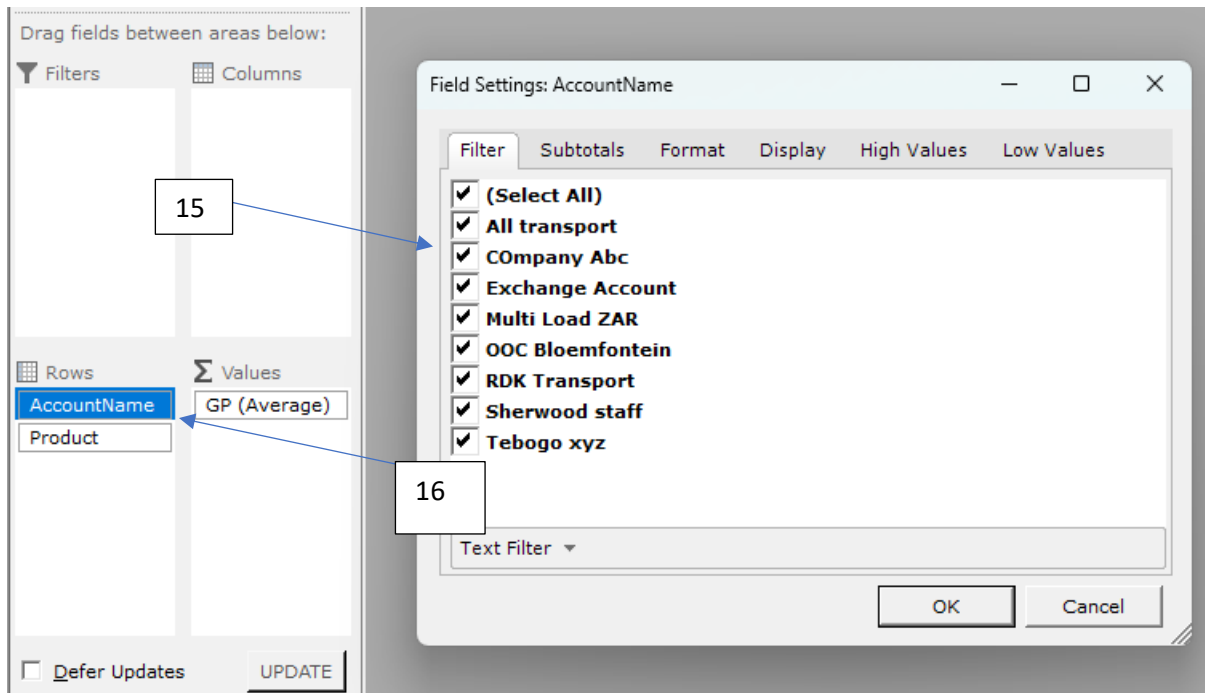 Drag fields between areas below:
Filters
Columns
Rows
AccountName
Product
Σ Values
GP (Average)
Defer Updates
UPDATE
15
16
Field Settings: AccountName
Filter Subtotals Format Display High Values Low Values
(Select All)
All transport
COmpany Abc
Exchange Account
Multi Load ZAR
OOC Bloemfontein
RDK Transport
Sherwood staff
Tebogo xyz
Text Filter
OK Cancel